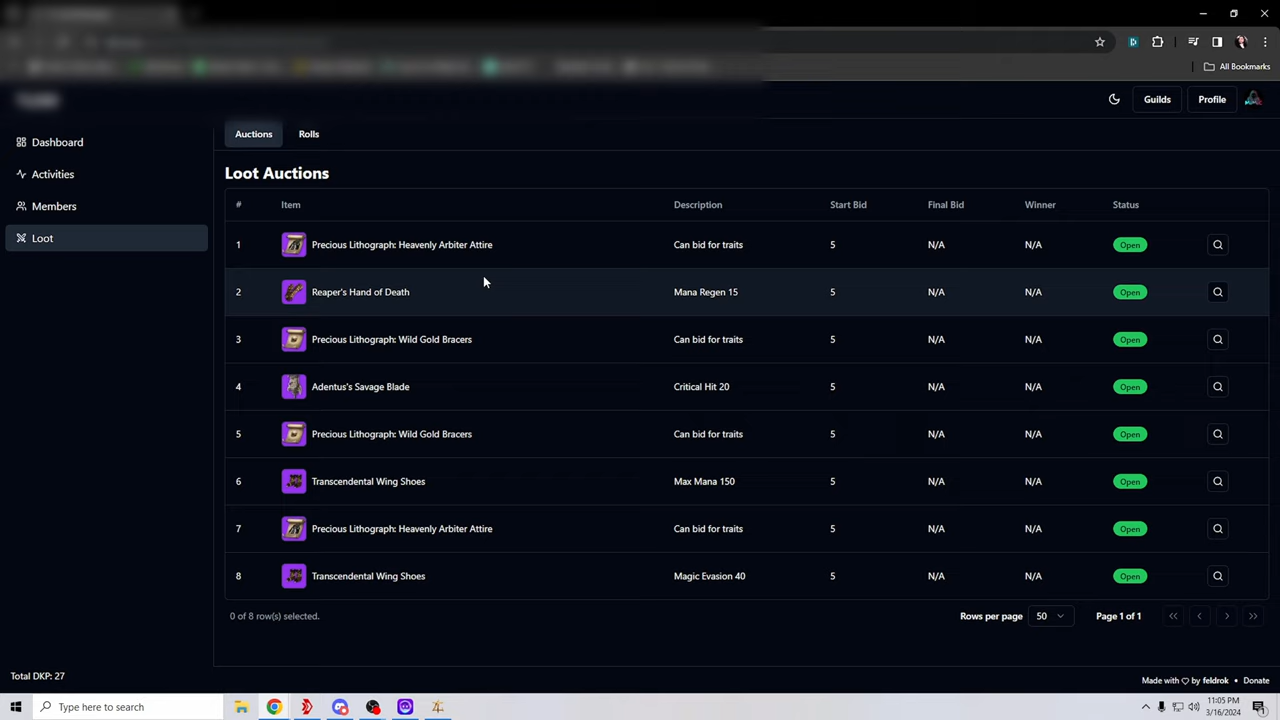 All Bookmarks
Guilds Profile
Dashboard
Activities
Members
Loot
Auctions Rolls
Loot Auctions
# Item Description Start Bid Final Bid Winner Status
1 Precious Lithograph: Heavenly Arbiter Attire Can bid for traits 5 N/A N/A Open
2 Reaper's Hand of Death Mana Regen 15 5 N/A N/A Open
3 Precious Lithograph: Wild Gold Bracers Can bid for traits 5 N/A N/A Open
4 Adentus's Savage Blade Critical Hit 20 5 N/A N/A Open
5 Precious Lithograph: Wild Gold Bracers Can bid for traits 5 N/A N/A Open
6 Transcendental Wing Shoes Max Mana 150 5 N/A N/A Open
7 Precious Lithograph: Heavenly Arbiter Attire Can bid for traits 5 N/A N/A Open
8 Transcendental Wing Shoes Magic Evasion 40 5 N/A N/A Open
0 of 8 row(s) selected. Rows per page 50 Page 1 of 1
Total DKP: 27
Made with by feldrok • Donate
Type here to search
11:05 PM
3/16/2024